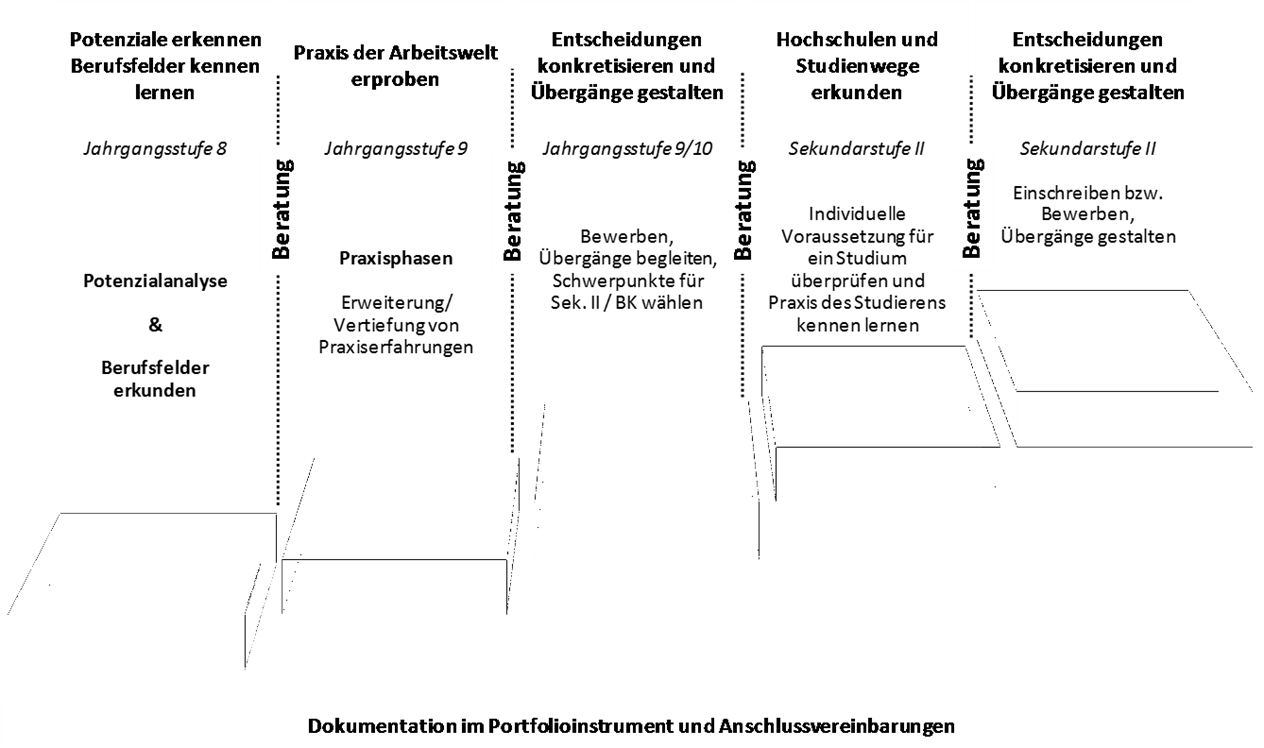 Potenziale erkennen
Berufsfelder kennen
lernen
Jahrgangsstufe 8
Potenzialanalyse
&
Berufsfelder
erkunden
Beratung
Praxis der Arbeitswelt
erproben
Jahrgangsstufe 9
Praxisphasen
Erweiterung/
Vertiefung von
Praxiserfahrungen
Beratung
Entscheidungen
konkretisieren und
Übergänge gestalten
Jahrgangsstufe 9/10
Bewerben,
Übergänge begleiten,
Schwerpunkte für
Sek. II / BK wählen
Beratung
Hochschulen und
Studienwege
erkunden
Sekundarstufe II
Individuelle
Voraussetzung für
ein Studium
überprüfen und
Praxis des Studierens
kennen lernen
Beratung
Entscheidungen
konkretisieren und
Übergänge gestalten
Sekundarstufe II
Einschreiben bzw.
Bewerben,
Übergänge gestalten
Dokumentation im Portfolioinstrument und Anschlussvereinbarungen